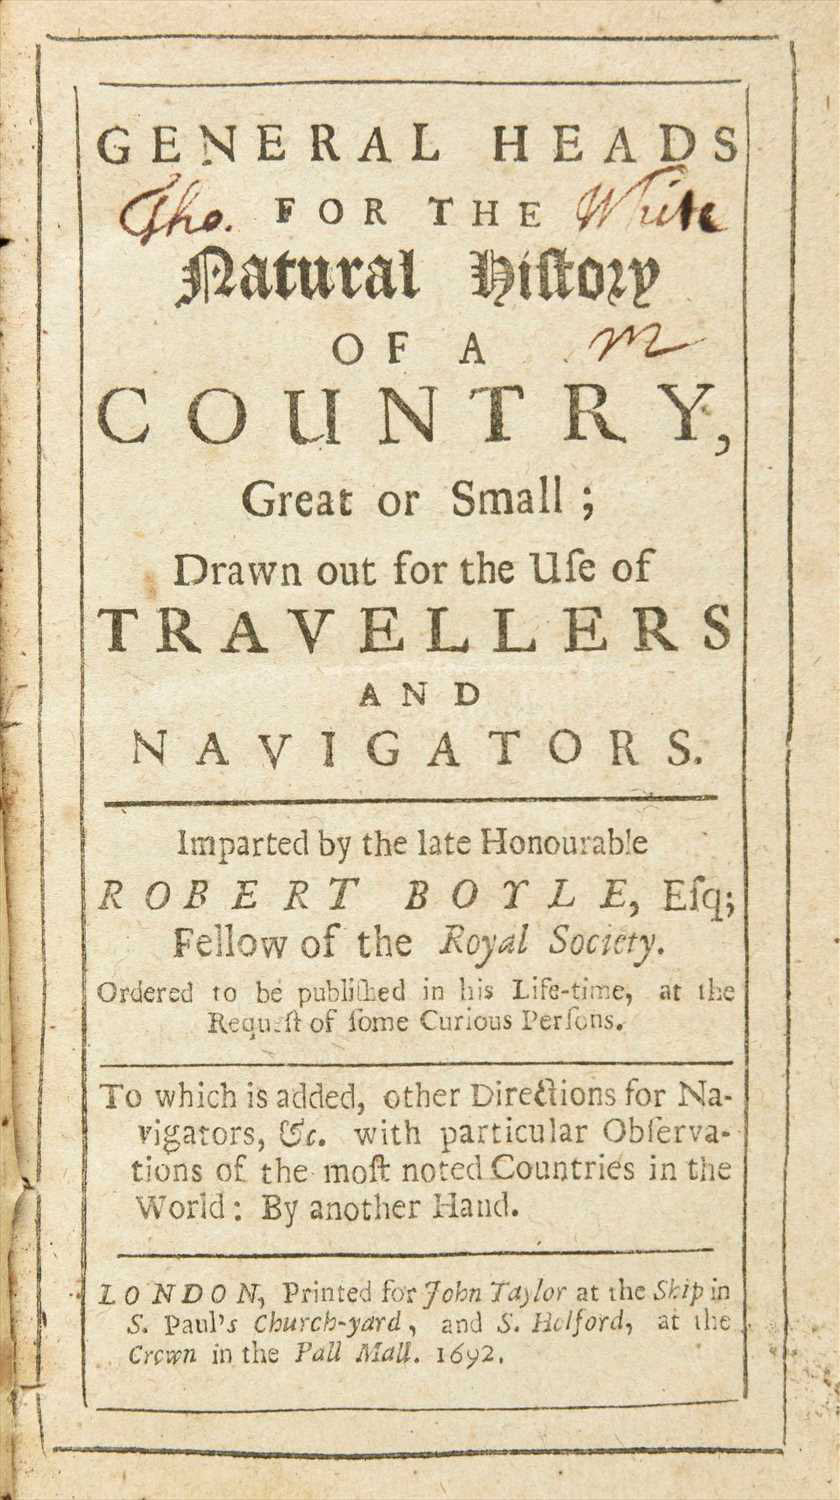 GENERAL HEADS
Tho. FOR THE White
Natural Hiſtory
OF A m
COUNTRY,
Great or Small;
Drawn out for the Uſe of
TRAVELLERS
AND
NAVIGATORS.
Imparted by the late Honourable
ROBERT BOYLE, Eſq;
Fellow of the Royal Society.
Ordered to be publiſhed in his Life-time, at the
Requeſt of ſome Curious Perſons.
To which is added, other Directions for Na-
vigators, &c. with particular Obſerva-
tions of the moſt noted Countries in the
World: By another Hand.
LONDON, Printed for John Taylor at the Ship in
S. Paul's Church-yard, and S. Holford, at the
Crown in the Pall Mall. 1692.